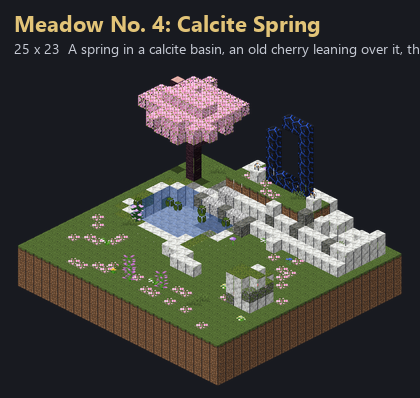 Meadow No. 4: Calcite Spring
25 x 23 A spring in a calcite basin, an old cherry leaning over it, th